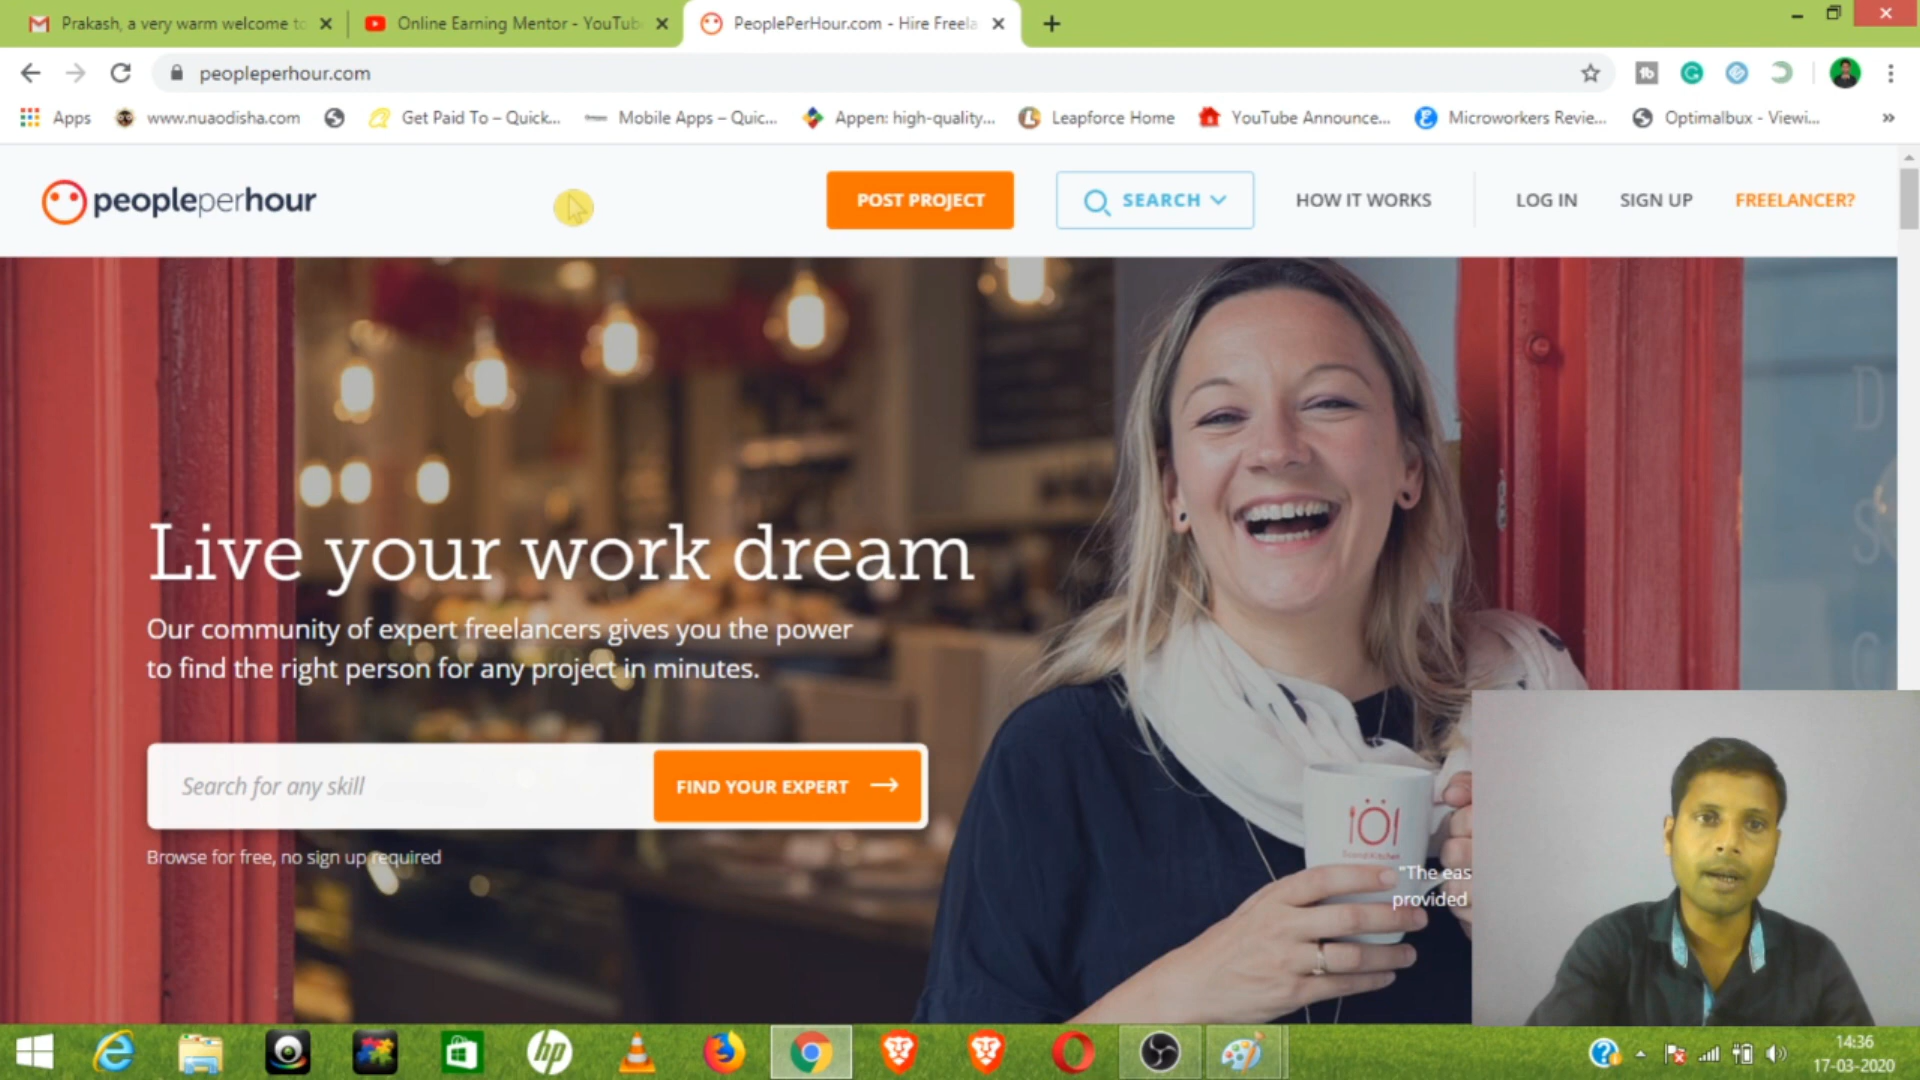 Prakash, a very warm welcome to
Online Earning Mentor - YouTub
PeoplePerHour.com - Hire Freela
peopleperhour.com
Apps
www.nuaodisha.com
Get Paid To – Quick...
Mobile Apps – Quic...
Appen: high-quality...
Leapforce Home
YouTube Announce...
Microworkers Revie...
Optimalbux - Viewi...
peopleperhour
POST PROJECT
SEARCH
HOW IT WORKS
LOG IN
SIGN UP
FREELANCER?
Live your work dream
Our community of expert freelancers gives you the power
to find the right person for any project in minutes.
Search for any skill
FIND YOUR EXPERT
Browse for free, no sign up required
"The eas
provided
14:36
17-03-2020